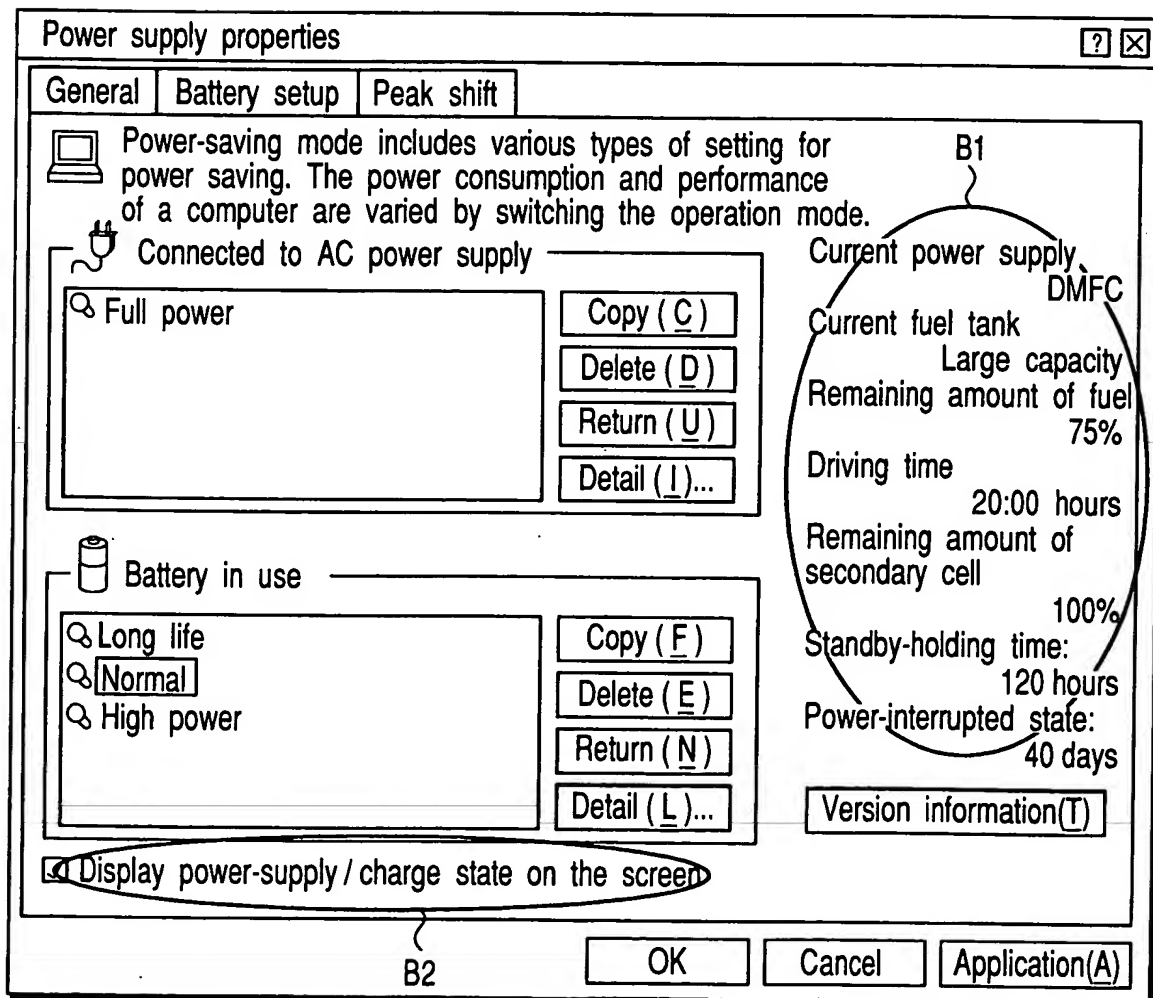 Power supply properties ?
General Battery setup Peak shift
Power-saving mode includes various types of setting for
power saving. The power consumption and performance
of a computer are varied by switching the operation mode.
Connected to AC power supply
Full power
Copy ( C )
Delete ( D )
Return ( U )
Detail ( I )...
Battery in use
Long life
Normal
High power
Copy ( F )
Delete ( E )
Return ( N )
Detail ( L )...
B1
Current power supply
DMFC
Current fuel tank
Large capacity
Remaining amount of fuel
75%
Driving time
20:00 hours
Remaining amount of
secondary cell
100%
Standby-holding time:
120 hours
Power-interrupted state:
40 days
Version information(T)
Display power-supply / charge state on the screen
B2
OK Cancel Application(A)